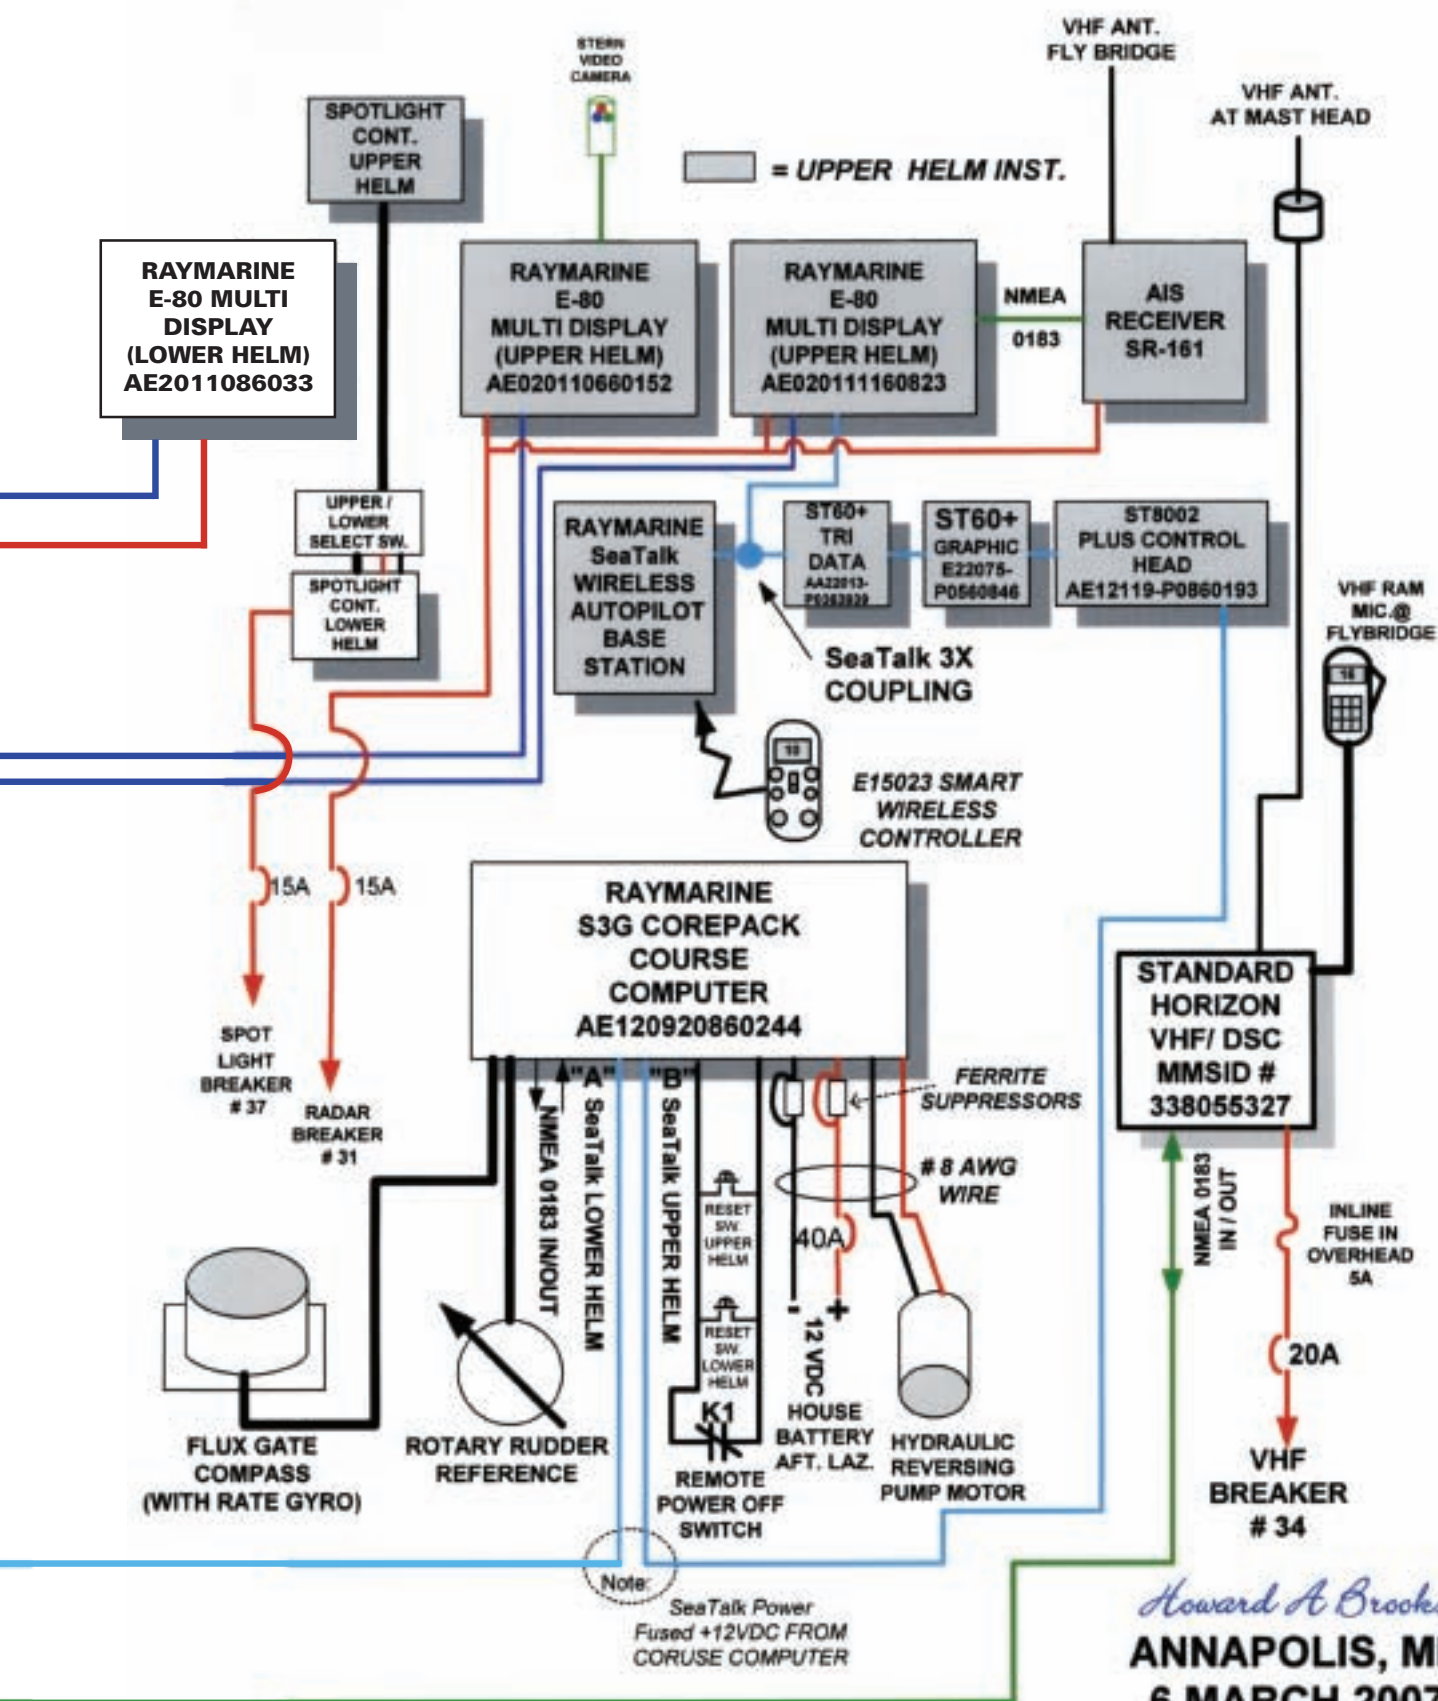 STERN
VIDEO
CAMERA
VHF ANT.
FLY BRIDGE
VHF ANT.
AT MAST HEAD
SPOTLIGHT
CONT.
UPPER
HELM
= UPPER HELM INST.
RAYMARINE
E-80 MULTI
DISPLAY
(LOWER HELM)
AE2011086033
RAYMARINE
E-80
MULTI DISPLAY
(UPPER HELM)
AE020110660152
RAYMARINE
E-80
MULTI DISPLAY
(UPPER HELM)
AE020111160823
NMEA
0183
AIS
RECEIVER
SR-161
UPPER /
LOWER
SELECT SW.
SPOTLIGHT
CONT.
LOWER
HELM
RAYMARINE
SeaTalk
WIRELESS
AUTOPILOT
BASE
STATION
ST60+
TRI
DATA
AA22013-
ST60+
GRAPHIC
E22075-
P0560846
ST8002
PLUS CONTROL
HEAD
AE12119-P0860193
SeaTalk 3X
COUPLING
VHF RAM
MIC.@
FLYBRIDGE
16
10
E15023 SMART
WIRELESS
CONTROLLER
15A
15A
SPOT
LIGHT
BREAKER
# 37
RADAR
BREAKER
# 31
RAYMARINE
S3G COREPACK
COURSE
COMPUTER
AE120920860244
STANDARD
HORIZON
VHF/ DSC
MMSID #
338055327
NMEA 0183 IN/OUT
"A" SeaTalk LOWER HELM
"B" SeaTalk UPPER HELM
RESET
SW.
UPPER
HELM
RESET
SW.
LOWER
HELM
K1
FERRITE
SUPPRESSORS
# 8 AWG
WIRE
40A
- +
12 VDC
HOUSE
BATTERY
AFT. LAZ.
HYDRAULIC
REVERSING
PUMP MOTOR
REMOTE
POWER OFF
SWITCH
FLUX GATE
COMPASS
(WITH RATE GYRO)
ROTARY RUDDER
REFERENCE
NMEA 0183
IN / OUT
INLINE
FUSE IN
OVERHEAD
5A
20A
VHF
BREAKER
# 34
Note:
SeaTalk Power
Fused +12VDC FROM
CORUSE COMPUTER
Howard A Brooks
ANNAPOLIS, M
6 MARCH 2007